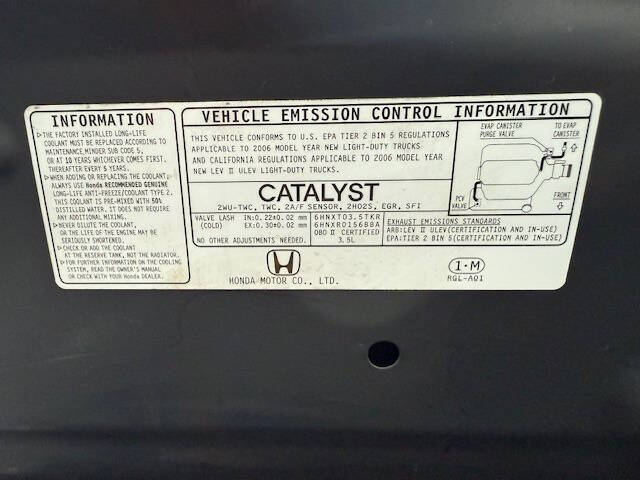 INFORMATION
▷THE FACTORY INSTALLED LONG-LIFE
COOLANT MUST BE REPLACED ACCORDING TO
MAINTENANCE MINDER SUB CODE 5,
OR AT 10 YEARS WHICHEVER COMES FIRST.
THEREAFTER EVERY 5 YEARS.
▷WHEN ADDING OR REPLACING THE COOLANT
ALWAYS USE Honda RECOMMENDED GENUINE
LONG-LIFE ANTI-FREEZE/COOLANT TYPE 2.
THIS COOLANT IS PRE-MIXED WITH 50%
DISTILLED WATER. IT DOES NOT REQUIRE
ANY ADDITIONAL MIXING.
▷NEVER DILUTE THE COOLANT,
OR THE LIFE OF THE ENGINE MAY BE
SERIOUSLY SHORTENED.
▷CHECK OR ADD THE COOLANT
AT THE RESERVE TANK, NOT THE RADIATOR.
▷FOR FURTHER INFORMATION ON THE COOLING
SYSTEM, READ THE OWNER'S MANUAL
OR CHECK WITH YOUR Honda DEALER.
VEHICLE EMISSION CONTROL INFORMATION
THIS VEHICLE CONFORMS TO U.S. EPA TIER 2 BIN 5 REGULATIONS
APPLICABLE TO 2006 MODEL YEAR NEW LIGHT-DUTY TRUCKS
AND CALIFORNIA REGULATIONS APPLICABLE TO 2006 MODEL YEAR
NEW LEV II ULEV LIGHT-DUTY TRUCKS.
CATALYST
2WU-TWC, TWC, 2A/F SENSOR, 2HO2S, EGR, SFI
VALVE LASH IN:0.22±0.02 mm
(COLD) EX:0.30±0.02 mm
NO OTHER ADJUSTMENTS NEEDED.
6HNXT03.5TKR
6HNXR0156BBA
OBD II CERTIFIED
3.5L
EVAP CANISTER
PURGE VALVE
TO EVAP
CANISTER
PCV
VALVE
FRONT
EXHAUST EMISSIONS STANDARDS
ARB:LEV II ULEV(CERTIFICATION AND IN-USE)
EPA:TIER 2 BIN 5(CERTIFICATION AND IN-USE)
HONDA MOTOR CO., LTD.
I·M
RGL-A01